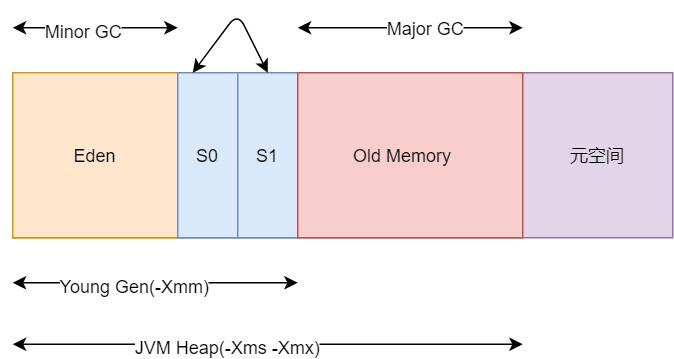 Minor GC
Major GC
Eden
S0
S1
Old Memory
元空间
Young Gen(-Xmm)
JVM Heap(-Xms -Xmx)